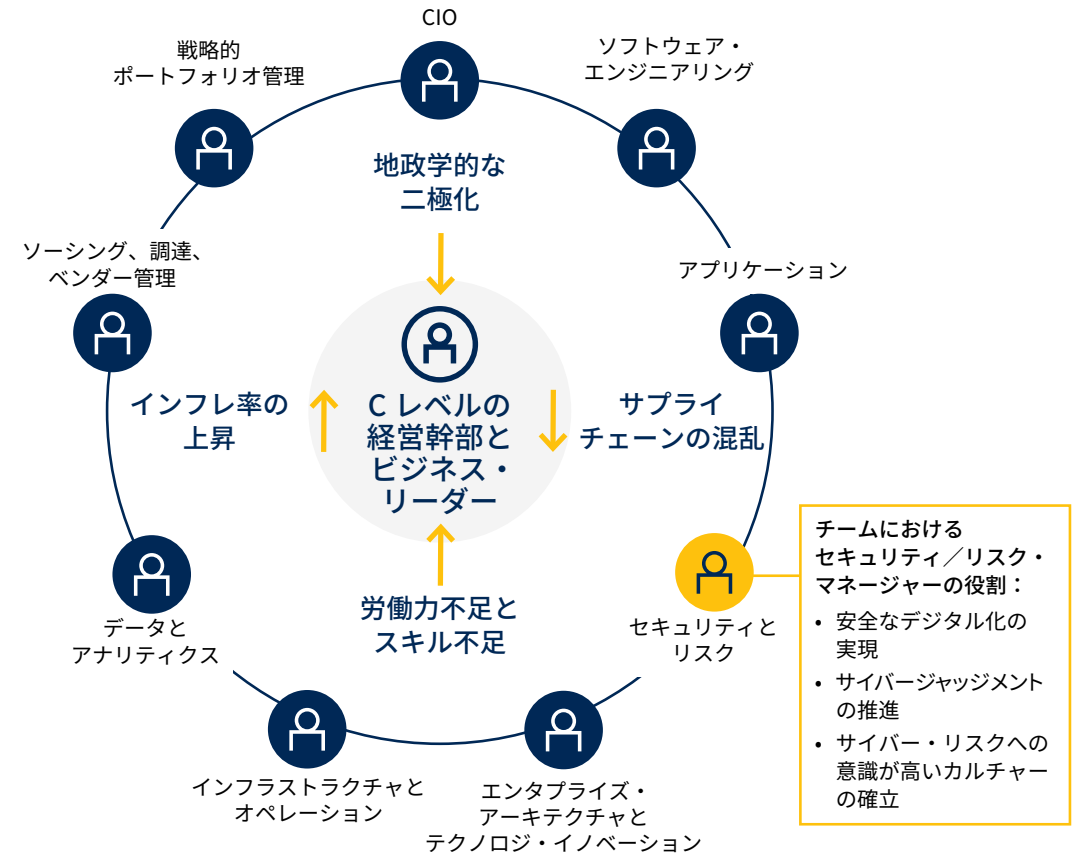 CIO
戦略的
ポートフォリオ管理
ソフトウェア・
エンジニアリング
地政学的な
二極化
ソーシング、調達、
ベンダー管理
アプリケーション
インフレ率の
上昇
C レベルの
経営幹部と
ビジネス・
リーダー
サプライ
チェーンの混乱
労働力不足と
スキル不足
データと
アナリティクス
セキュリティと
リスク
チームにおける
セキュリティ／リスク・
マネージャーの役割：
• 安全なデジタル化の
実現
• サイバージャッジメント
の推進
• サイバー・リスクへの
意識が高いカルチャー
の確立
インフラストラクチャと
オペレーション
エンタプライズ・
アーキテクチャと
テクノロジ・イノベーション